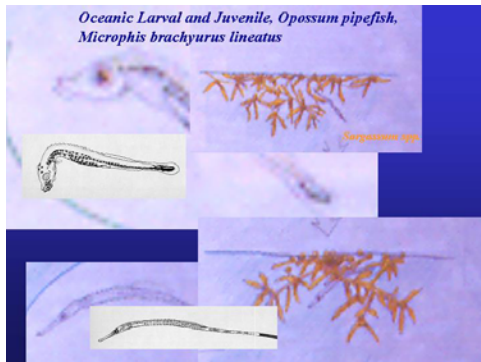 Oceanic Larval and Juvenile, Opossum pipefish,
Microphis brachyurus lineatus
Sargassum spp